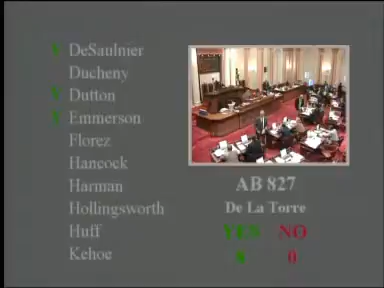 Y DeSaulnier
Ducheny
Y Dutton
Y Emmerson
Florez
Hancock
Harman
Hollingsworth
Huff
Kehoe
AB 827
De La Torre
YES NO
8 0